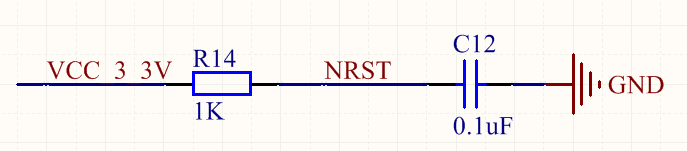 C12
R14
VCC 3 3V
NRST
GND
1K
0.1uF